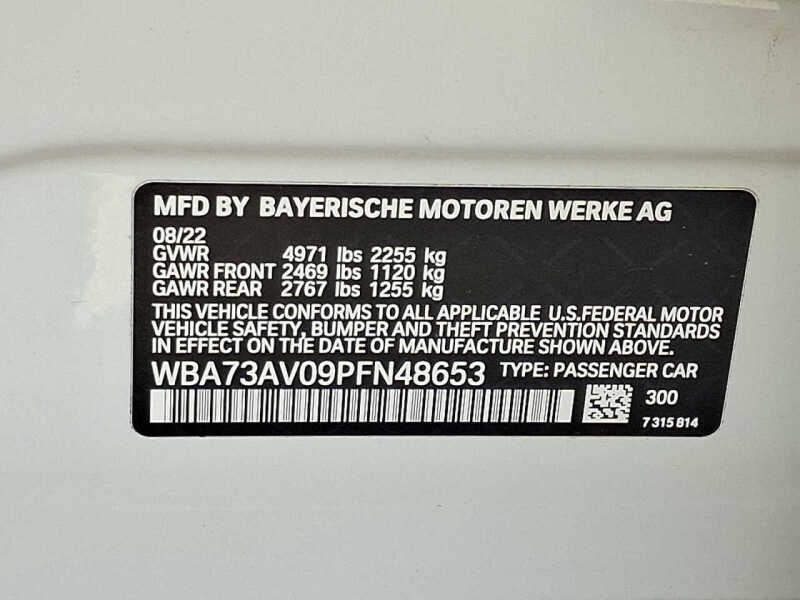 MFD BY BAYERISCHE MOTOREN WERKE AG
08/22
GVWR 4971 lbs 2255 kg
GAWR FRONT 2469 lbs 1120 kg
GAWR REAR 2767 lbs 1255 kg
THIS VEHICLE CONFORMS TO ALL APPLICABLE U.S.FEDERAL MOTOR
VEHICLE SAFETY, BUMPER AND THEFT PREVENTION STANDARDS
IN EFFECT ON THE DATE OF MANUFACTURE SHOWN ABOVE.
WBA73AV09PFN48653 TYPE: PASSENGER CAR
300
7 315 814